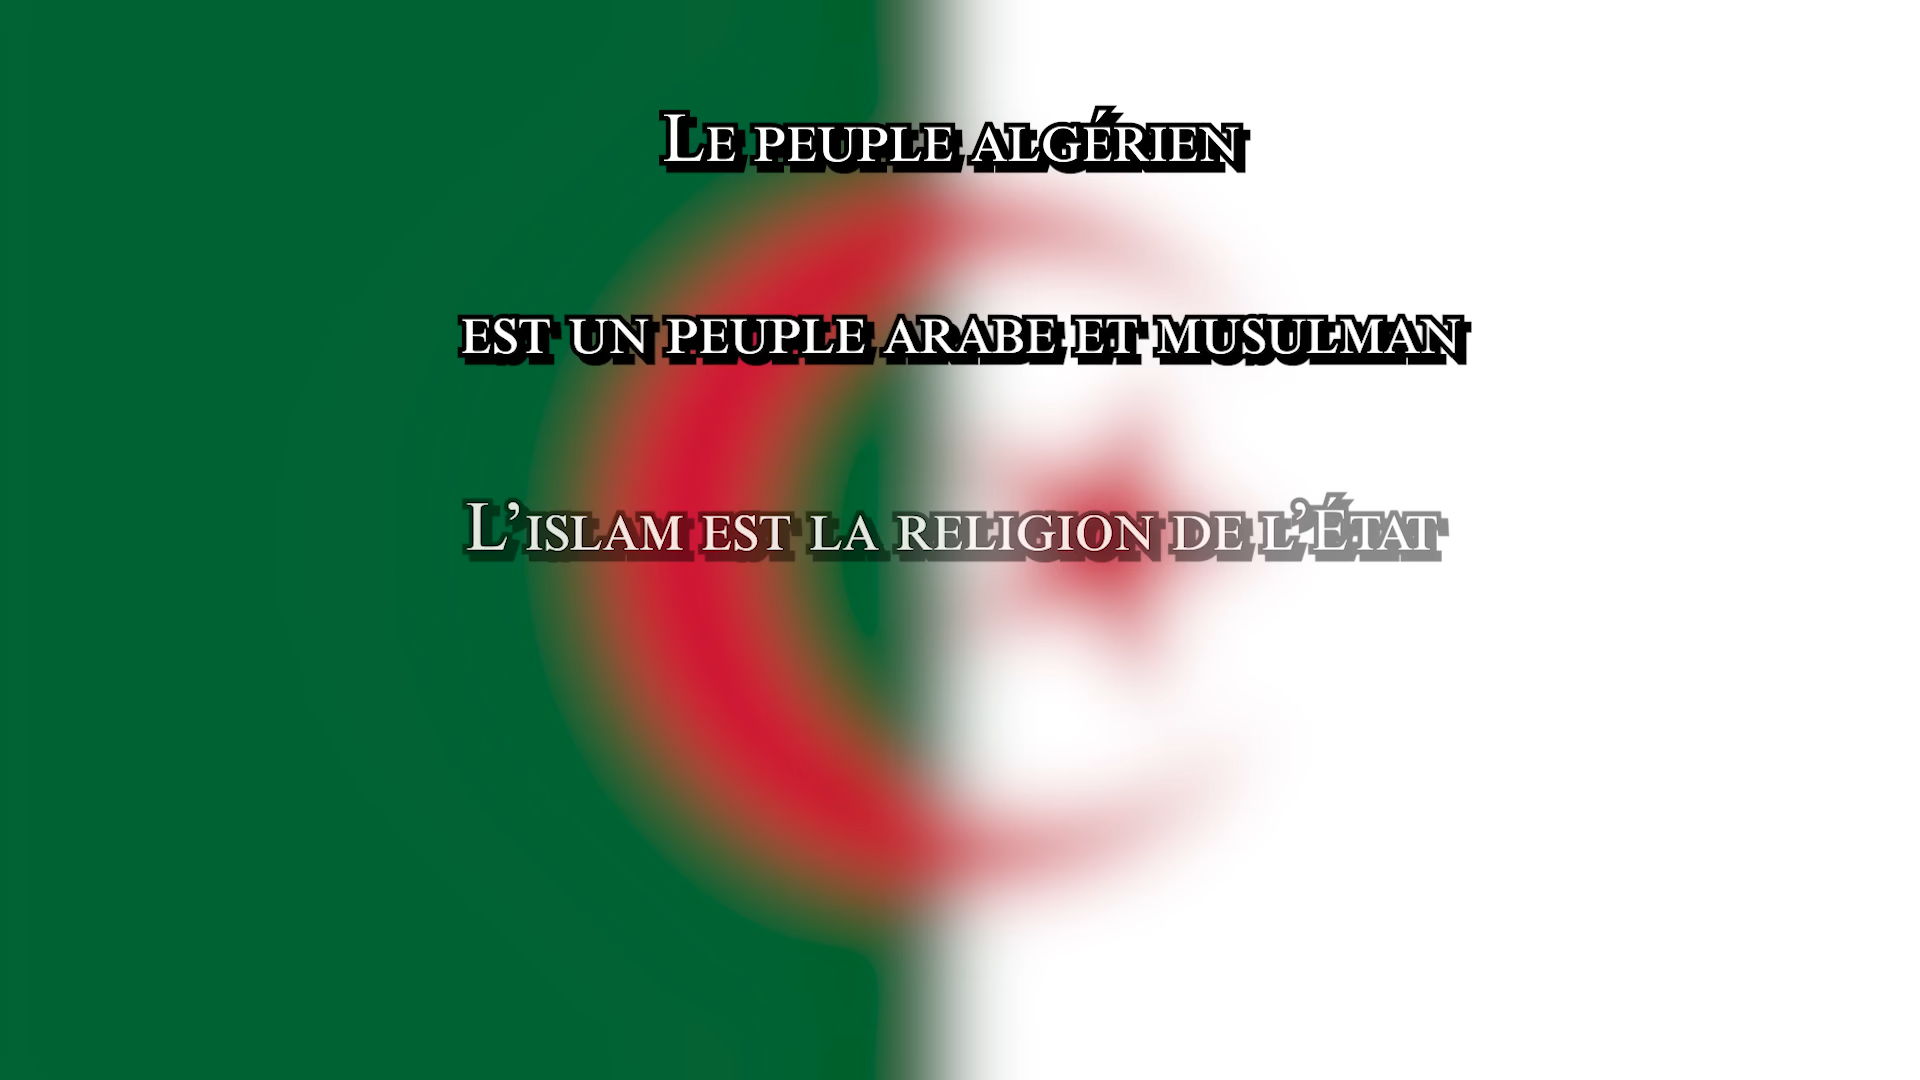 Le peuple algérien
est un peuple arabe et musulman
L’islam est la religion de l’État